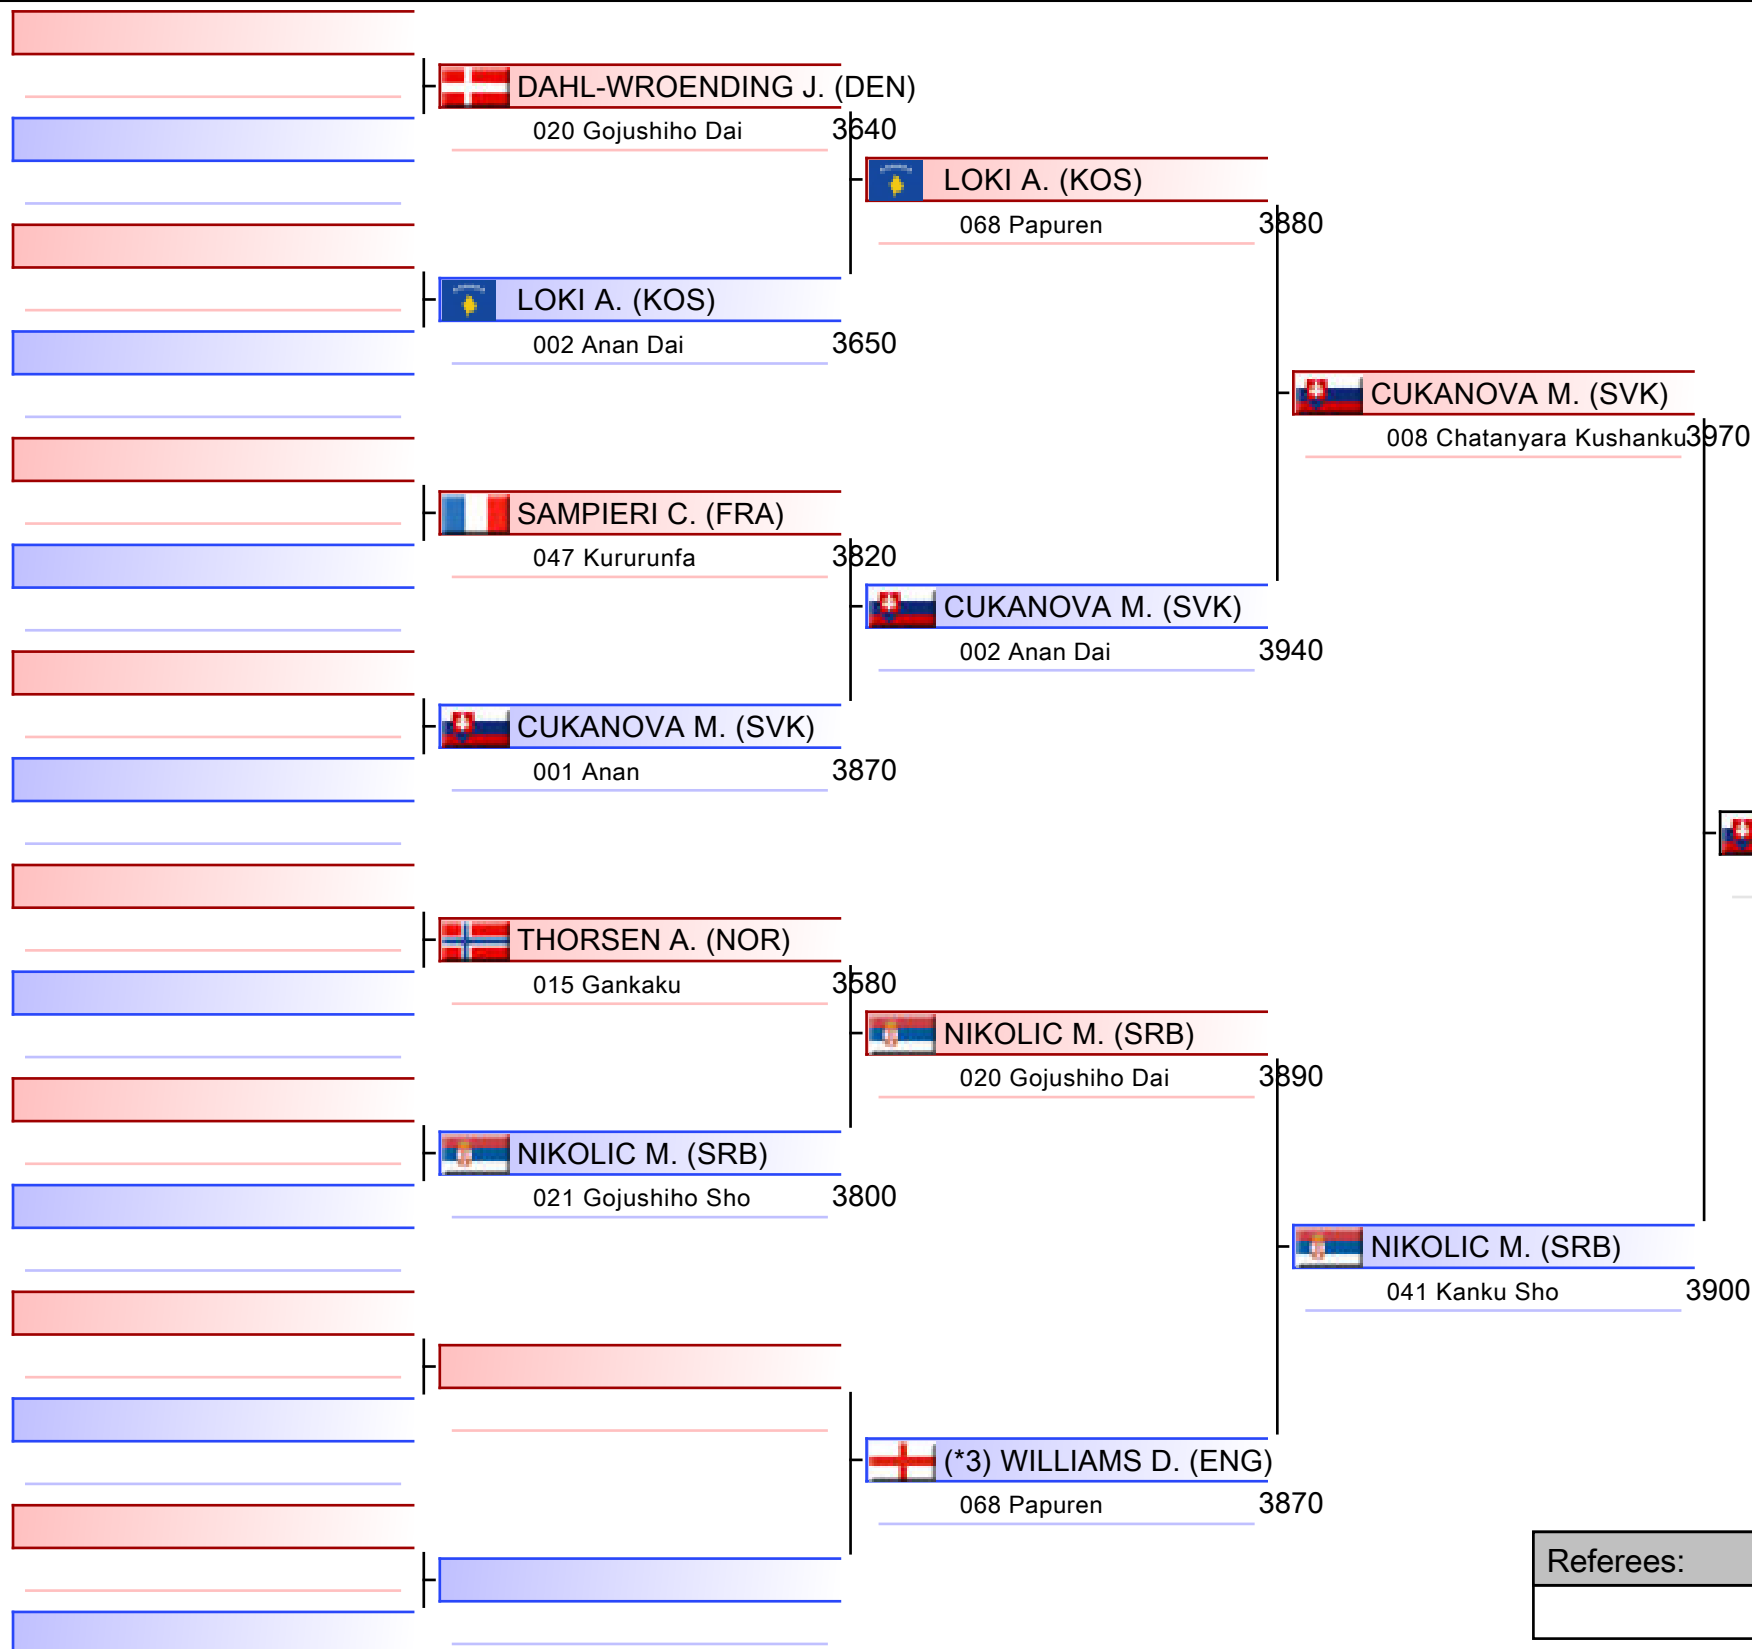 DAHL-WROENDING J. (DEN)
020 Gojushiho Dai 3640
LOKI A. (KOS)
068 Papuren 3880
LOKI A. (KOS)
002 Anan Dai 3650
CUKANOVA M. (SVK)
008 Chatanyara Kushanku 3970
SAMPIERI C. (FRA)
047 Kururunfa 3820
CUKANOVA M. (SVK)
002 Anan Dai 3940
CUKANOVA M. (SVK)
001 Anan 3870
THORSEN A. (NOR)
015 Gankaku 3580
NIKOLIC M. (SRB)
020 Gojushiho Dai 3890
NIKOLIC M. (SRB)
021 Gojushiho Sho 3800
NIKOLIC M. (SRB)
041 Kanku Sho 3900
(*3) WILLIAMS D. (ENG)
068 Papuren 3870
Referees: